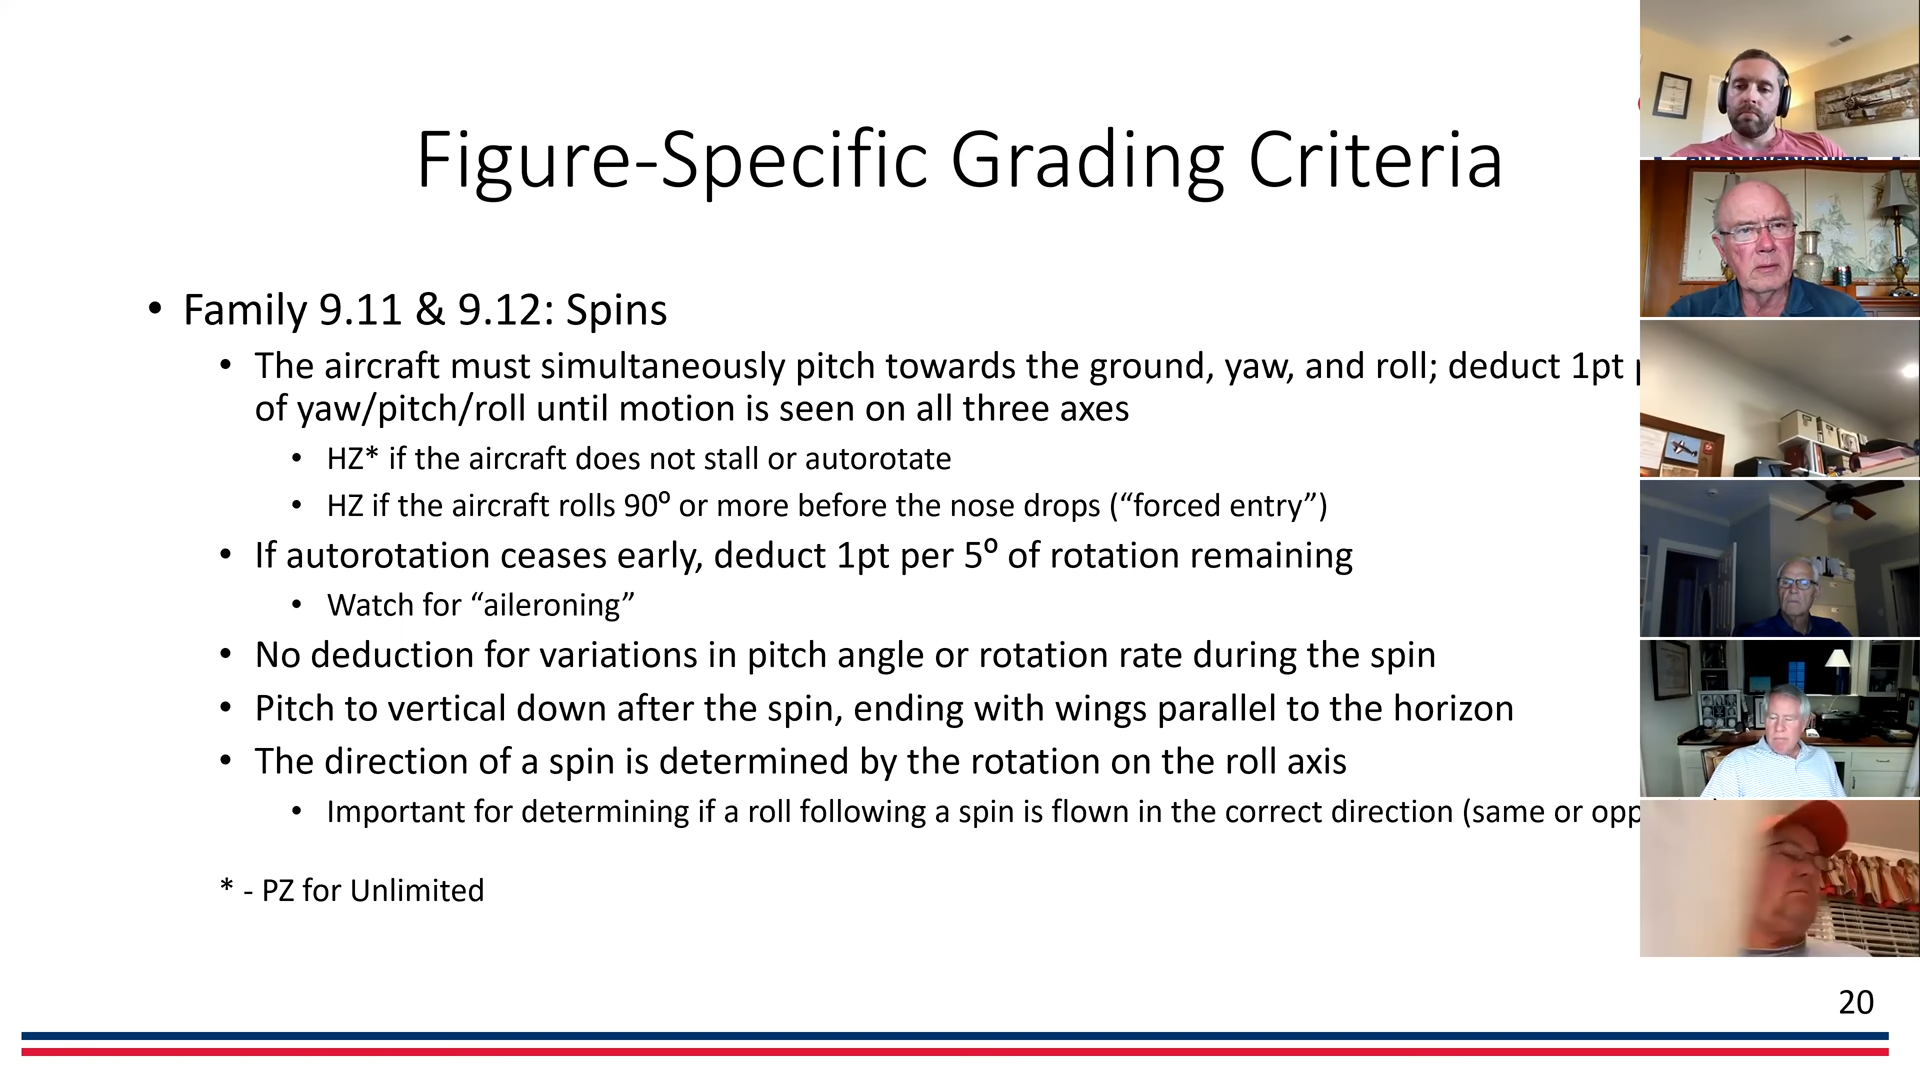 Figure-Specific Grading Criteria
• Family 9.11 & 9.12: Spins
• The aircraft must simultaneously pitch towards the ground, yaw, and roll; deduct 1pt
of yaw/pitch/roll until motion is seen on all three axes
• HZ* if the aircraft does not stall or autorotate
• HZ if the aircraft rolls 90⁰ or more before the nose drops (“forced entry”)
• If autorotation ceases early, deduct 1pt per 5⁰ of rotation remaining
• Watch for “aileroning”
• No deduction for variations in pitch angle or rotation rate during the spin
• Pitch to vertical down after the spin, ending with wings parallel to the horizon
• The direction of a spin is determined by the rotation on the roll axis
• Important for determining if a roll following a spin is flown in the correct direction (same or opp
* - PZ for Unlimited
20